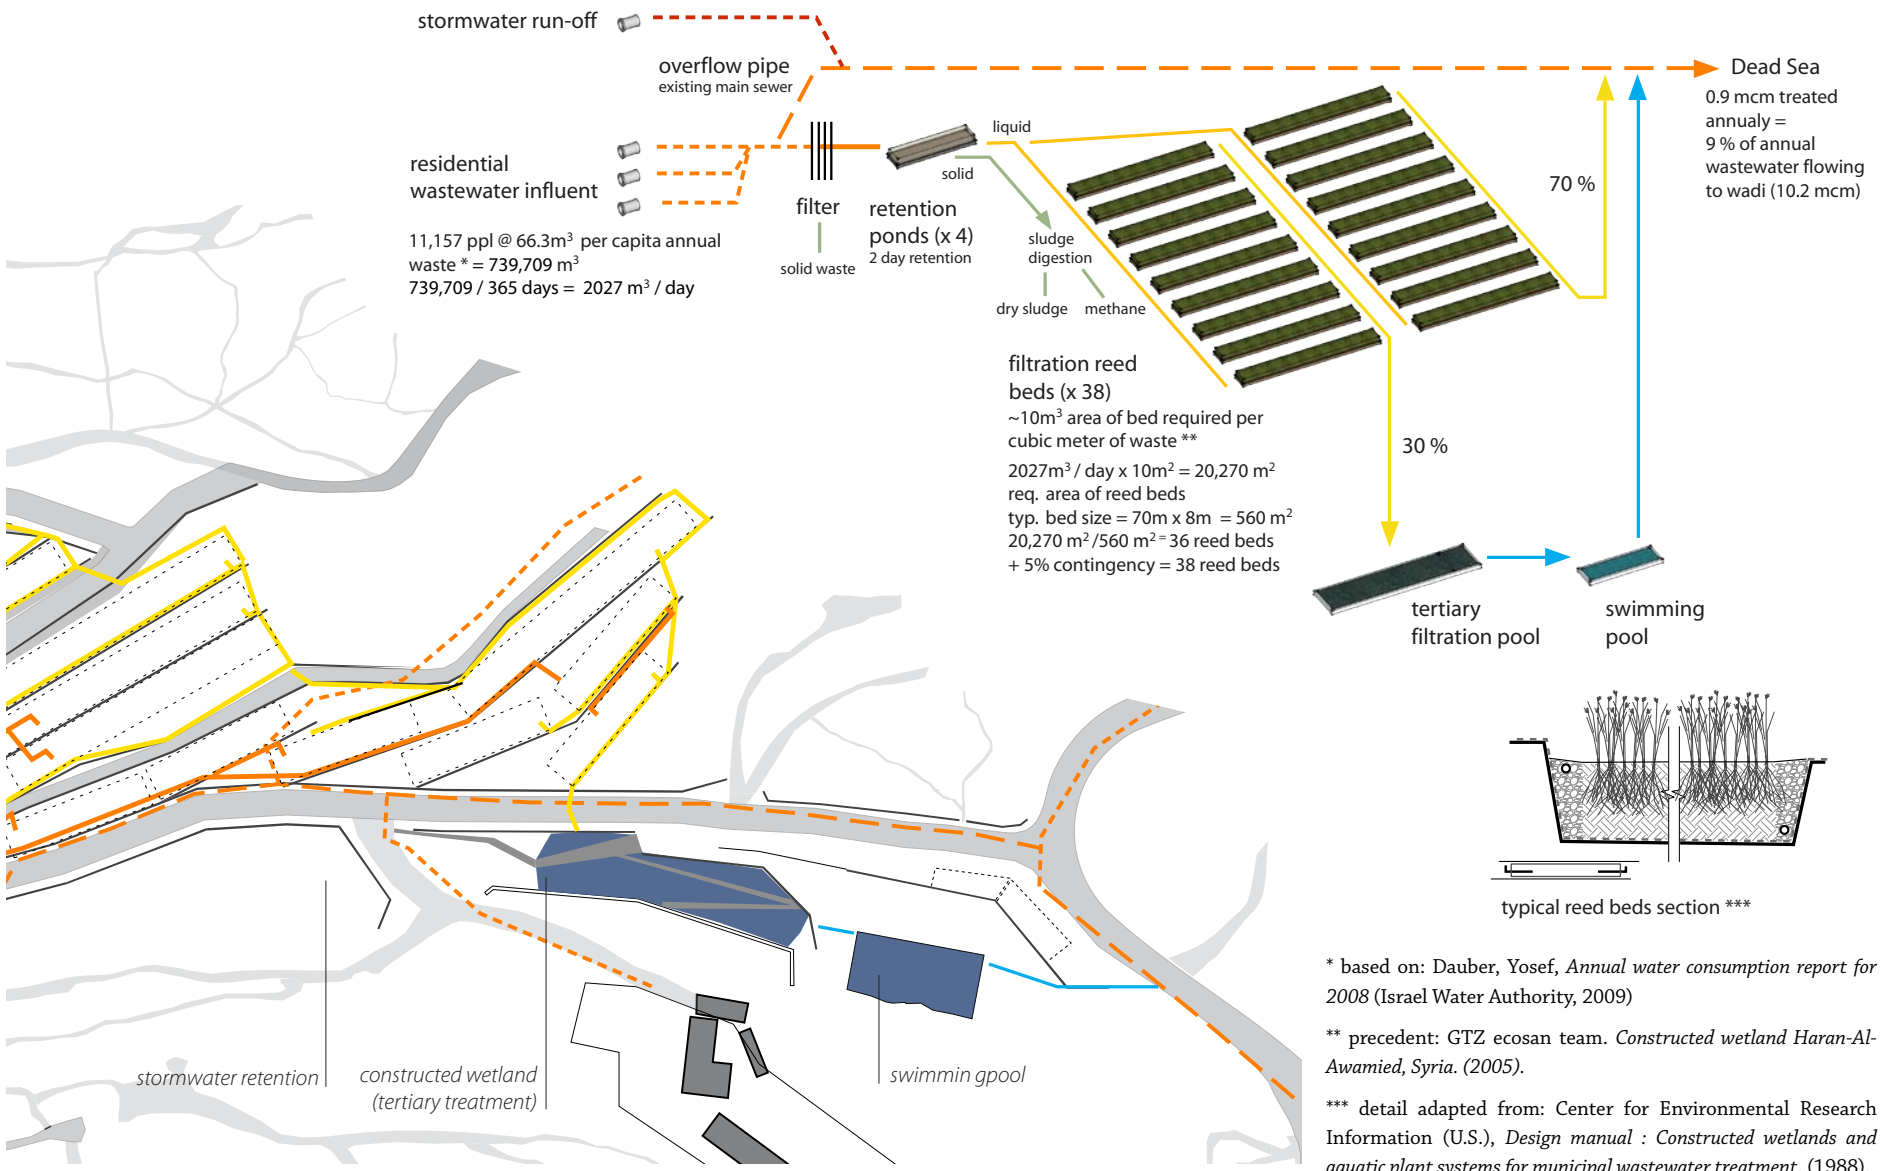 stormwater run-off
overflow pipe
existing main sewer
Dead Sea
0.9 mcm treated
annualy =
9 % of annual
wastewater flowing
to wadi (10.2 mcm)
residential
wastewater influent
11,157 ppl @ 66.3m³ per capita annual
waste * = 739,709 m³
739,709 / 365 days = 2027 m³ / day
filter
solid waste
retention
ponds (x 4)
2 day retention
liquid
solid
sludge
digestion
dry sludge
methane
70 %
30 %
filtration reed
beds (x 38)
~10m³ area of bed required per
cubic meter of waste **
2027m³ / day x 10m² = 20,270 m²
req. area of reed beds
typ. bed size = 70m x 8m = 560 m²
20,270 m² /560 m² = 36 reed beds
+ 5% contingency = 38 reed beds
tertiary
filtration pool
swimming
pool
typical reed beds section ***
stormwater retention
constructed wetland
(tertiary treatment)
swimmin gpool
* based on: Dauber, Yosef, Annual water consumption report for
2008 (Israel Water Authority, 2009)
** precedent: GTZ ecosan team. Constructed wetland Haran-Al-
Awamied, Syria. (2005).
*** detail adapted from: Center for Environmental Research
Information (U.S.), Design manual : Constructed wetlands and
aquatic plant systems for municipal wastewater treatment. (1988)